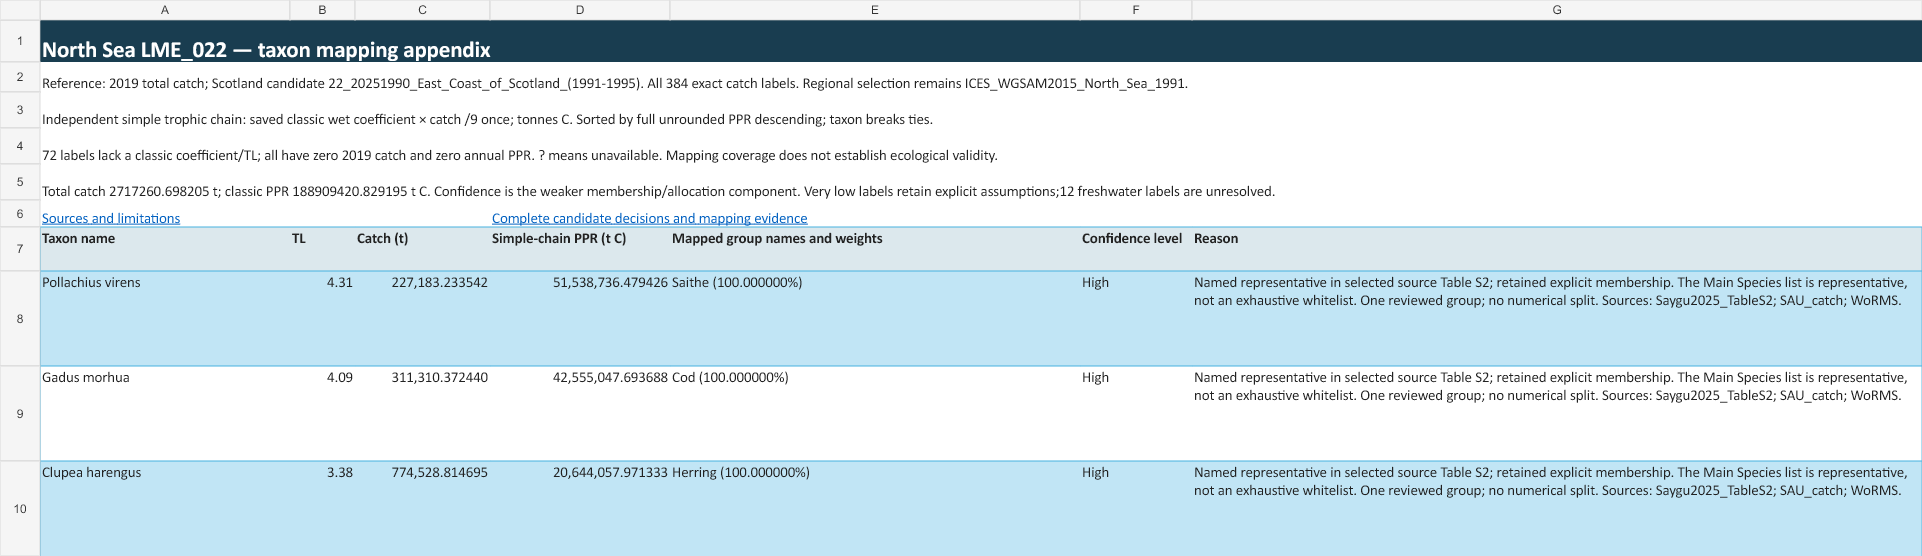 A B C D E F G
1 North Sea LME_022 — taxon mapping appendix
2 Reference: 2019 total catch; Scotland candidate 22_20251990_East_Coast_of_Scotland_(1991-1995). All 384 exact catch labels. Regional selection remains ICES_WGSAM2015_North_Sea_1991.
3 Independent simple trophic chain: saved classic wet coefficient × catch /9 once; tonnes C. Sorted by full unrounded PPR descending; taxon breaks ties.
4 72 labels lack a classic coefficient/TL; all have zero 2019 catch and zero annual PPR. ? means unavailable. Mapping coverage does not establish ecological validity.
5 Total catch 2717260.698205 t; classic PPR 188909420.829195 t C. Confidence is the weaker membership/allocation component. Very low labels retain explicit assumptions;12 freshwater labels are unresolved.
6 Sources and limitations Complete candidate decisions and mapping evidence
7 Taxon name TL Catch (t) Simple-chain PPR (t C) Mapped group names and weights Confidence level Reason
8 Pollachius virens 4.31 227,183.233542 51,538,736.479426 Saithe (100.000000%) High Named representative in selected source Table S2; retained explicit membership. The Main Species list is representative,
not an exhaustive whitelist. One reviewed group; no numerical split. Sources: Saygu2025_TableS2; SAU_catch; WoRMS.
9 Gadus morhua 4.09 311,310.372440 42,555,047.693688 Cod (100.000000%) High Named representative in selected source Table S2; retained explicit membership. The Main Species list is representative,
not an exhaustive whitelist. One reviewed group; no numerical split. Sources: Saygu2025_TableS2; SAU_catch; WoRMS.
10 Clupea harengus 3.38 774,528.814695 20,644,057.971333 Herring (100.000000%) High Named representative in selected source Table S2; retained explicit membership. The Main Species list is representative,
not an exhaustive whitelist. One reviewed group; no numerical split. Sources: Saygu2025_TableS2; SAU_catch; WoRMS.